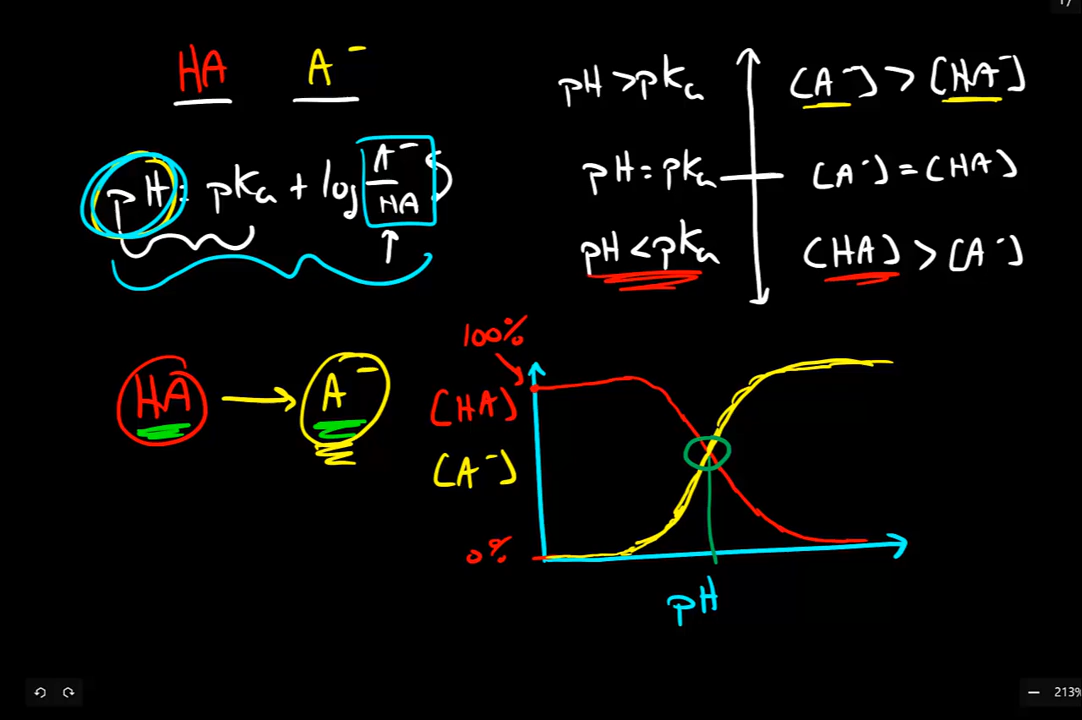 HA A⁻
pH = pKa + log(A⁻/HA)
pH > pKa [A⁻] > [HA⁻]
pH = pKa [A⁻] = [HA]
pH < pKa [HA] > [A⁻]
HA → A⁻
100%
[HA]
[A⁻]
0%
pH
213%